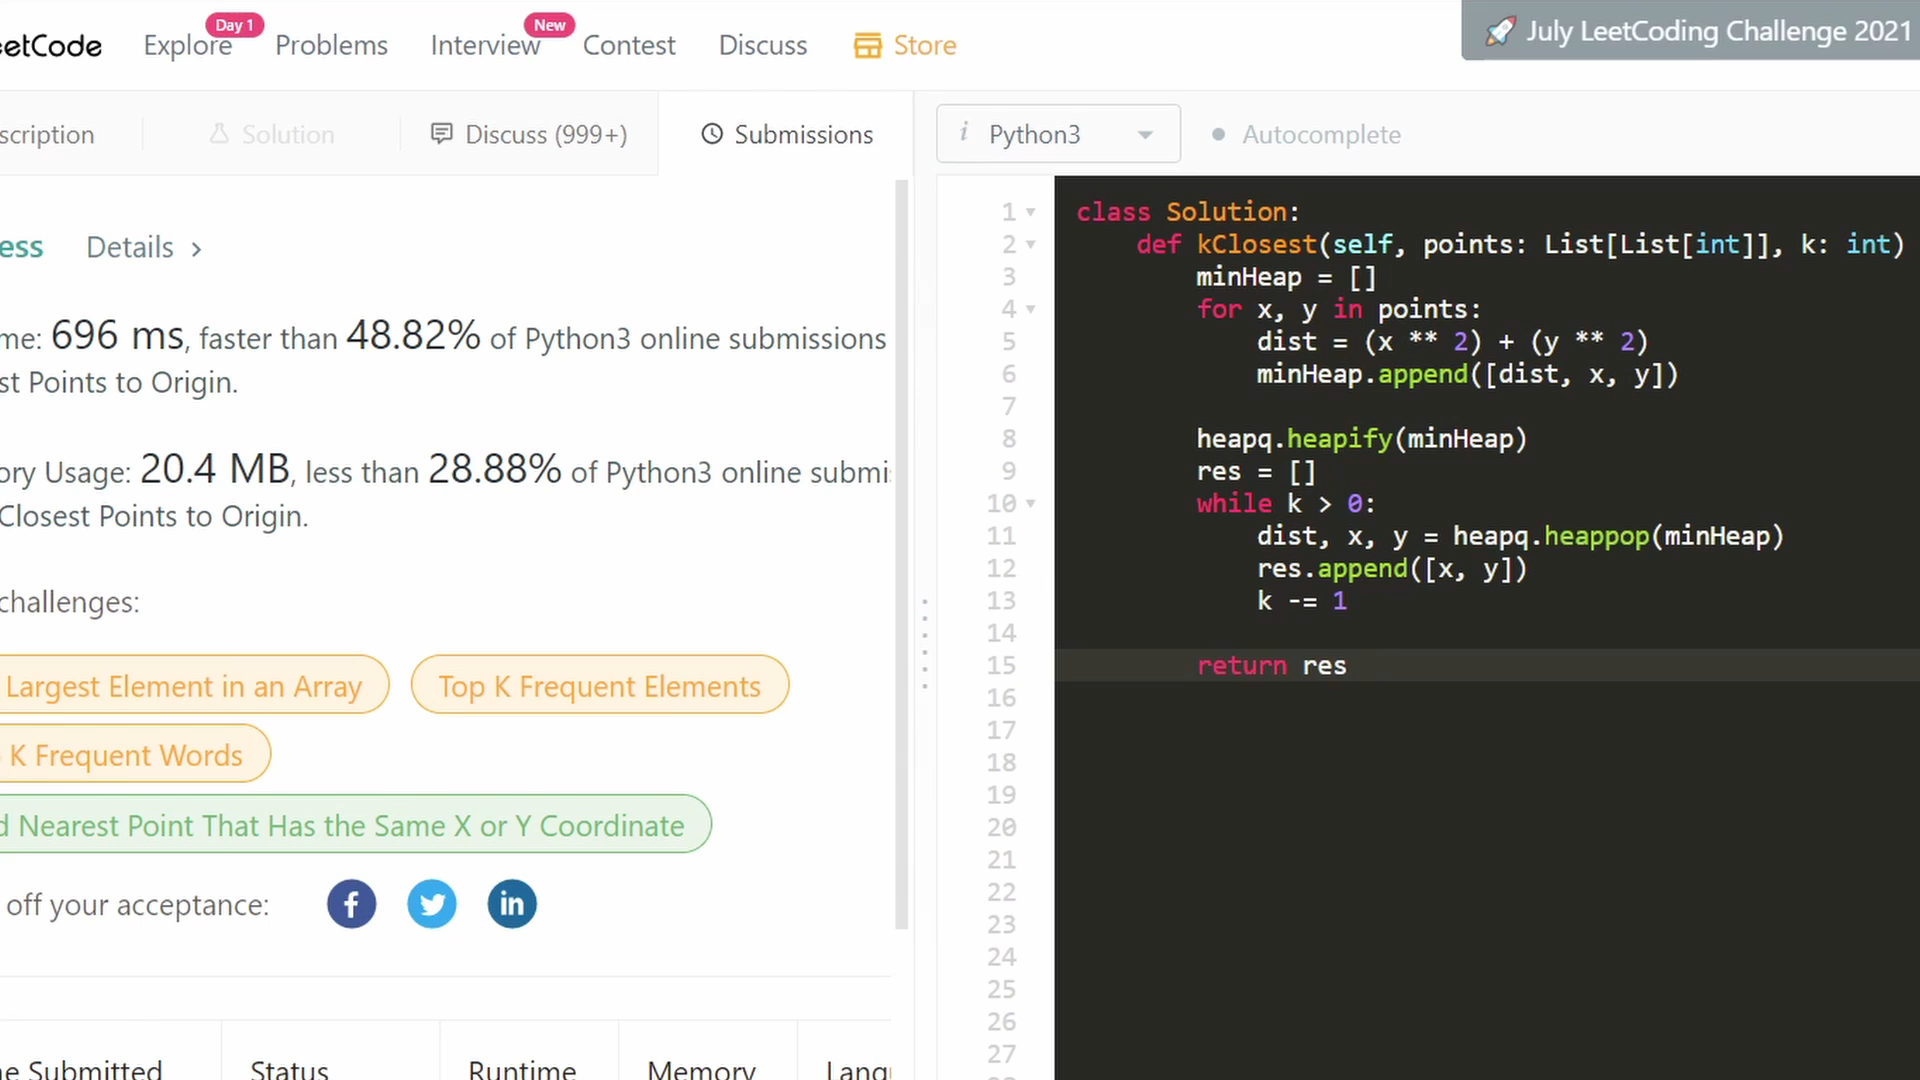 eetCode
Explore
Day 1
Problems
Interview
New
Contest
Discuss
Store
🚀 July LeetCoding Challenge 2021
scription
Solution
Discuss (999+)
Submissions
i Python3
Autocomplete
ess Details >
me: 696 ms, faster than 48.82% of Python3 online submissions
st Points to Origin.
ory Usage: 20.4 MB, less than 28.88% of Python3 online submi
Closest Points to Origin.
challenges:
Largest Element in an Array
Top K Frequent Elements
K Frequent Words
d Nearest Point That Has the Same X or Y Coordinate
off your acceptance:
f
in
e Submitted
Status
Runtime
Memory
Lang
1 class Solution:
2     def kClosest(self, points: List[List[int]], k: int)
3         minHeap = []
4         for x, y in points:
5             dist = (x ** 2) + (y ** 2)
6             minHeap.append([dist, x, y])
7
8         heapq.heapify(minHeap)
9         res = []
10         while k > 0:
11             dist, x, y = heapq.heappop(minHeap)
12             res.append([x, y])
13             k -= 1
14
15         return res
16
17
18
19
20
21
22
23
24
25
26
27